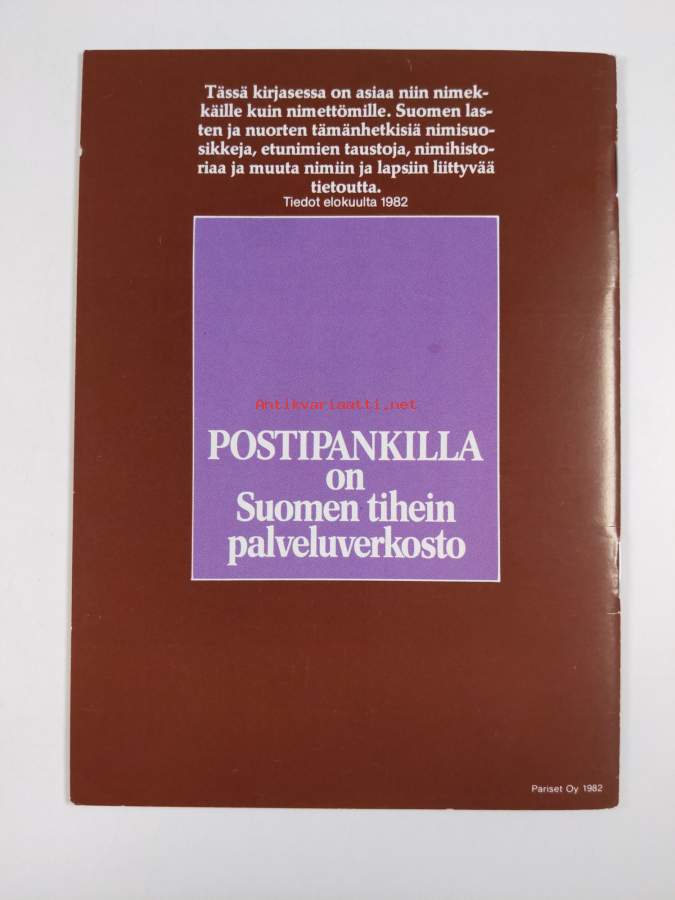 Tässä kirjasessa on asiaa niin nimek-
käille kuin nimettömille. Suomen las-
ten ja nuorten tämänhetkisiä nimisuo-
sikkeja, etunimien taustoja, nimihisto-
riaa ja muuta nimiin ja lapsiin liittyvää
tietoutta.
Tiedot elokuulta 1982
Antikvariaatti.net
POSTIPANKILLA
on
Suomen tihein
palveluverkosto
Pariset Oy 1982